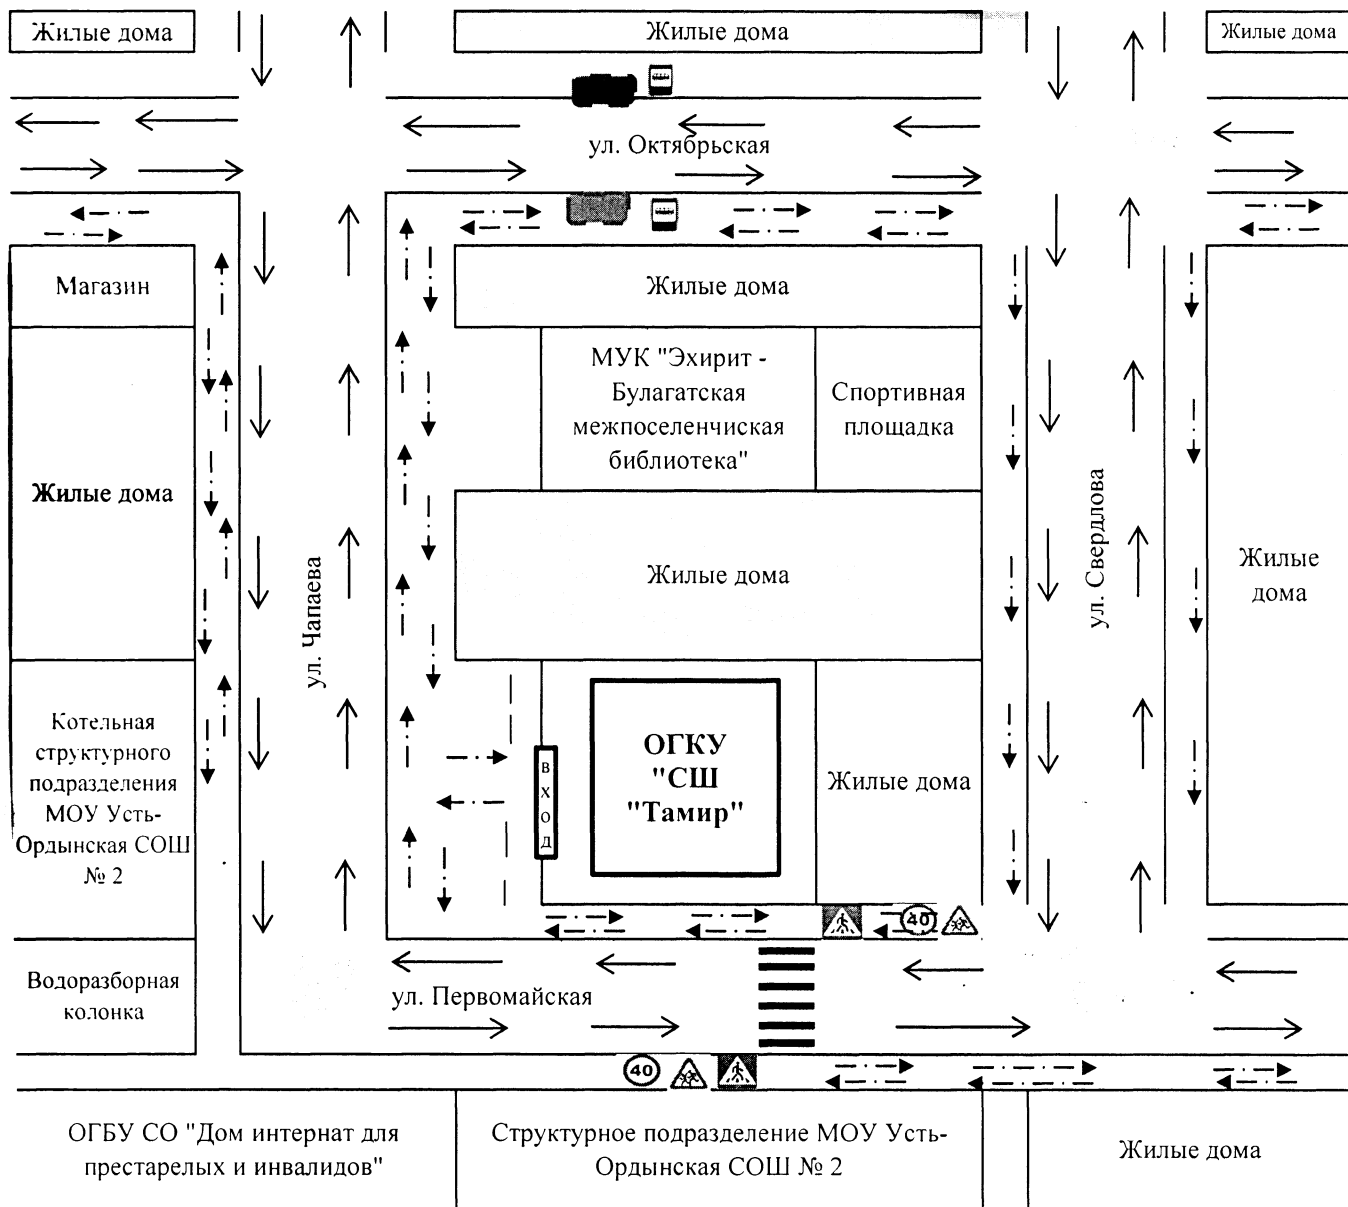 Жилые дома
Жилые дома
Жилые дома
ул. Октябрьская
Магазин
Жилые дома
МУК "Эхирит -
Булагатская
межпоселенчиская
библиотека"
Спортивная
площадка
Жилые дома
ул. Чапаева
Жилые дома
ул. Свердлова
Жилые
дома
Котельная
структурного
подразделения
МОУ Усть-
Ордынская СОШ
№ 2
ВХОД
ОГКУ
"СШ
"Тамир"
Жилые дома
40
Водоразборная
колонка
ул. Первомайская
40
ОГБУ СО "Дом интернат для
престарелых и инвалидов"
Структурное подразделение МОУ Усть-
Ордынская СОШ № 2
Жилые дома